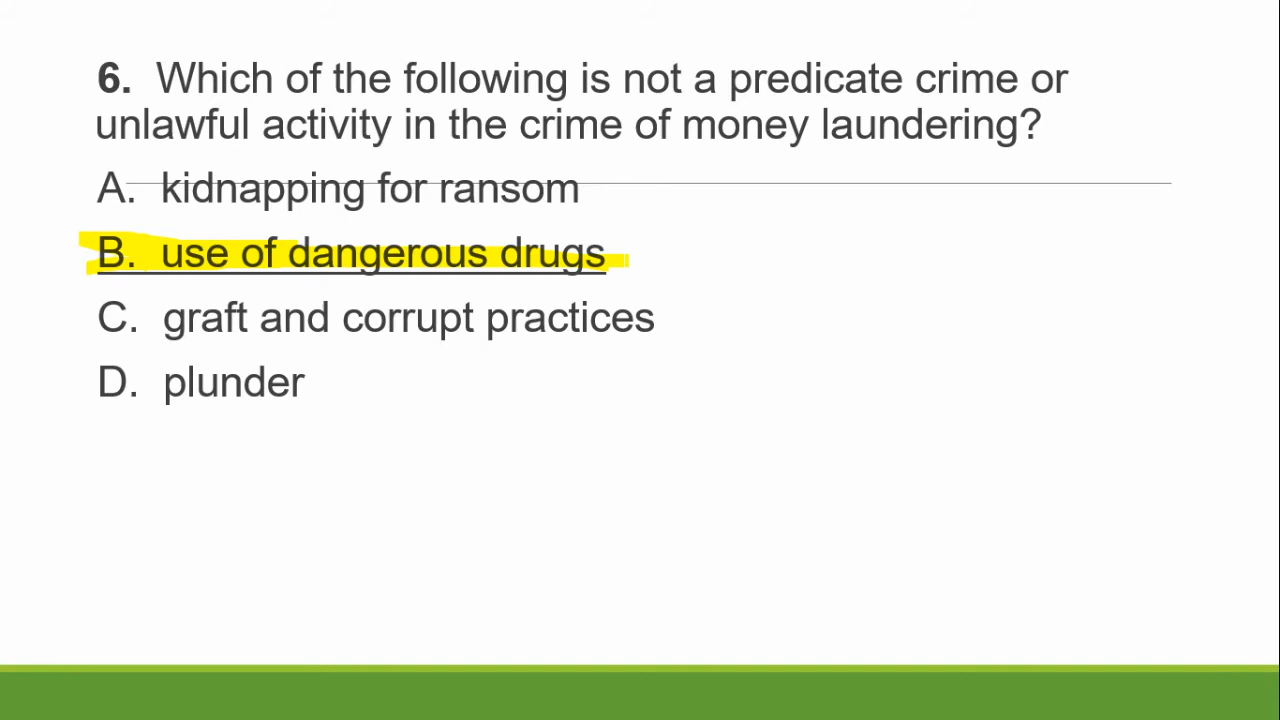 6. Which of the following is not a predicate crime or
unlawful activity in the crime of money laundering?
A. kidnapping for ransom
B. use of dangerous drugs
C. graft and corrupt practices
D. plunder